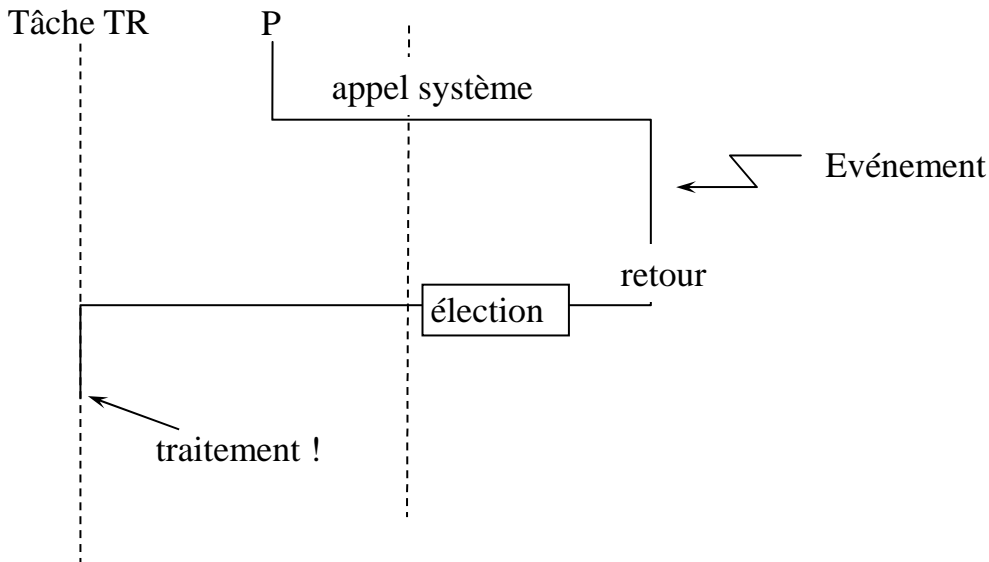 Tâche TR
P
appel système
Evénement
retour
élection
traitement !